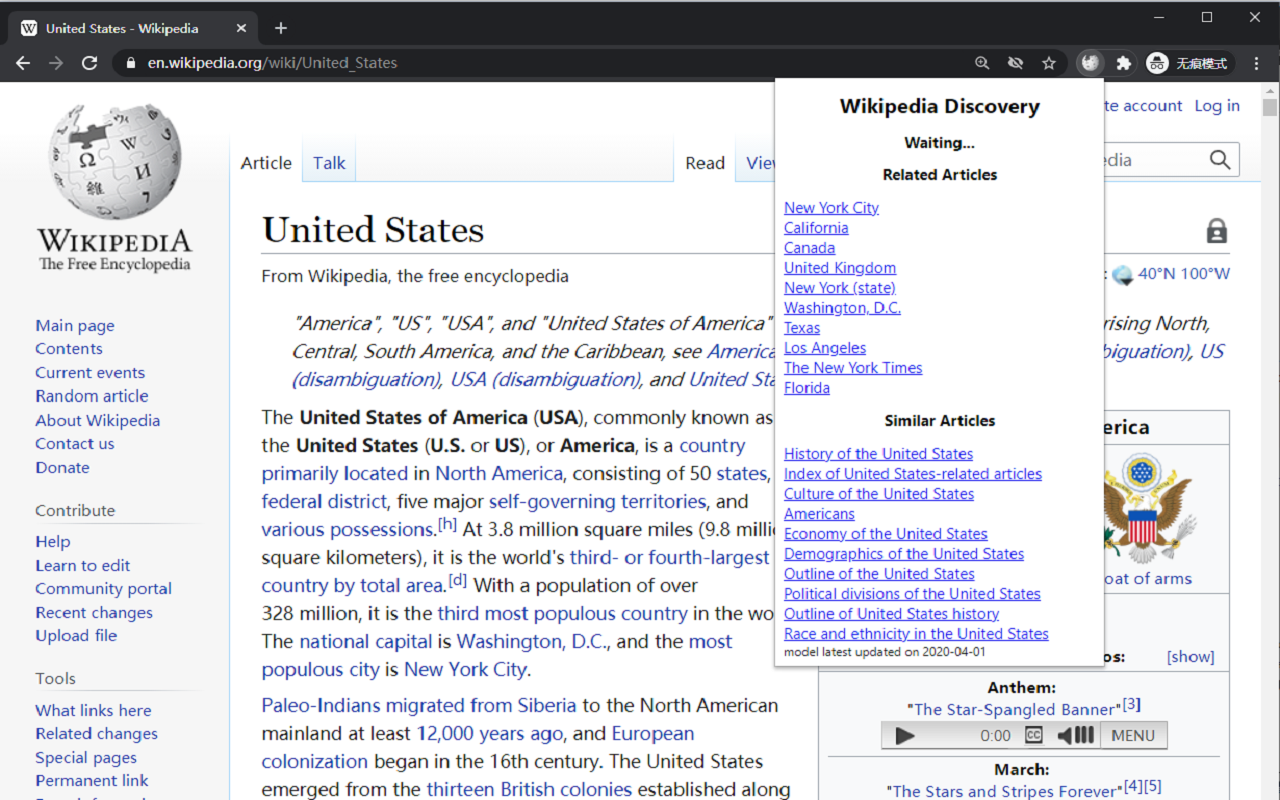 United States - Wikipedia
en.wikipedia.org/wiki/United_States
无痕模式
WIKIPEDIA
The Free Encyclopedia
Main page
Contents
Current events
Random article
About Wikipedia
Contact us
Donate
Contribute
Help
Learn to edit
Community portal
Recent changes
Upload file
Tools
What links here
Related changes
Special pages
Permanent link
Article Talk Read
Create account Log in
United States
From Wikipedia, the free encyclopedia
40°N 100°W
"America", "US", "USA", and "United States of America"
rising North,
Central, South America, and the Caribbean, see America
biguation), US
(disambiguation), USA (disambiguation), and United Sta
The United States of America (USA), commonly known as
the United States (U.S. or US), or America, is a country
primarily located in North America, consisting of 50 states,
federal district, five major self-governing territories, and
various possessions.[h] At 3.8 million square miles (9.8 milli
square kilometers), it is the world's third- or fourth-largest
country by total area.[d] With a population of over
328 million, it is the third most populous country in the wo
The national capital is Washington, D.C., and the most
populous city is New York City.
Paleo-Indians migrated from Siberia to the North American
mainland at least 12,000 years ago, and European
colonization began in the 16th century. The United States
emerged from the thirteen British colonies established along
Wikipedia Discovery
Waiting...
Related Articles
New York City
California
Canada
United Kingdom
New York (state)
Washington, D.C.
Texas
Los Angeles
The New York Times
Florida
Similar Articles
History of the United States
Index of United States-related articles
Culture of the United States
Americans
Economy of the United States
Demographics of the United States
Outline of the United States
Political divisions of the United States
Outline of United States history
Race and ethnicity in the United States
model latest updated on 2020-04-01
erica
oat of arms
os: [show]
Anthem:
"The Star-Spangled Banner"[3]
0:00 CC MENU
March:
"The Stars and Stripes Forever"[4][5]